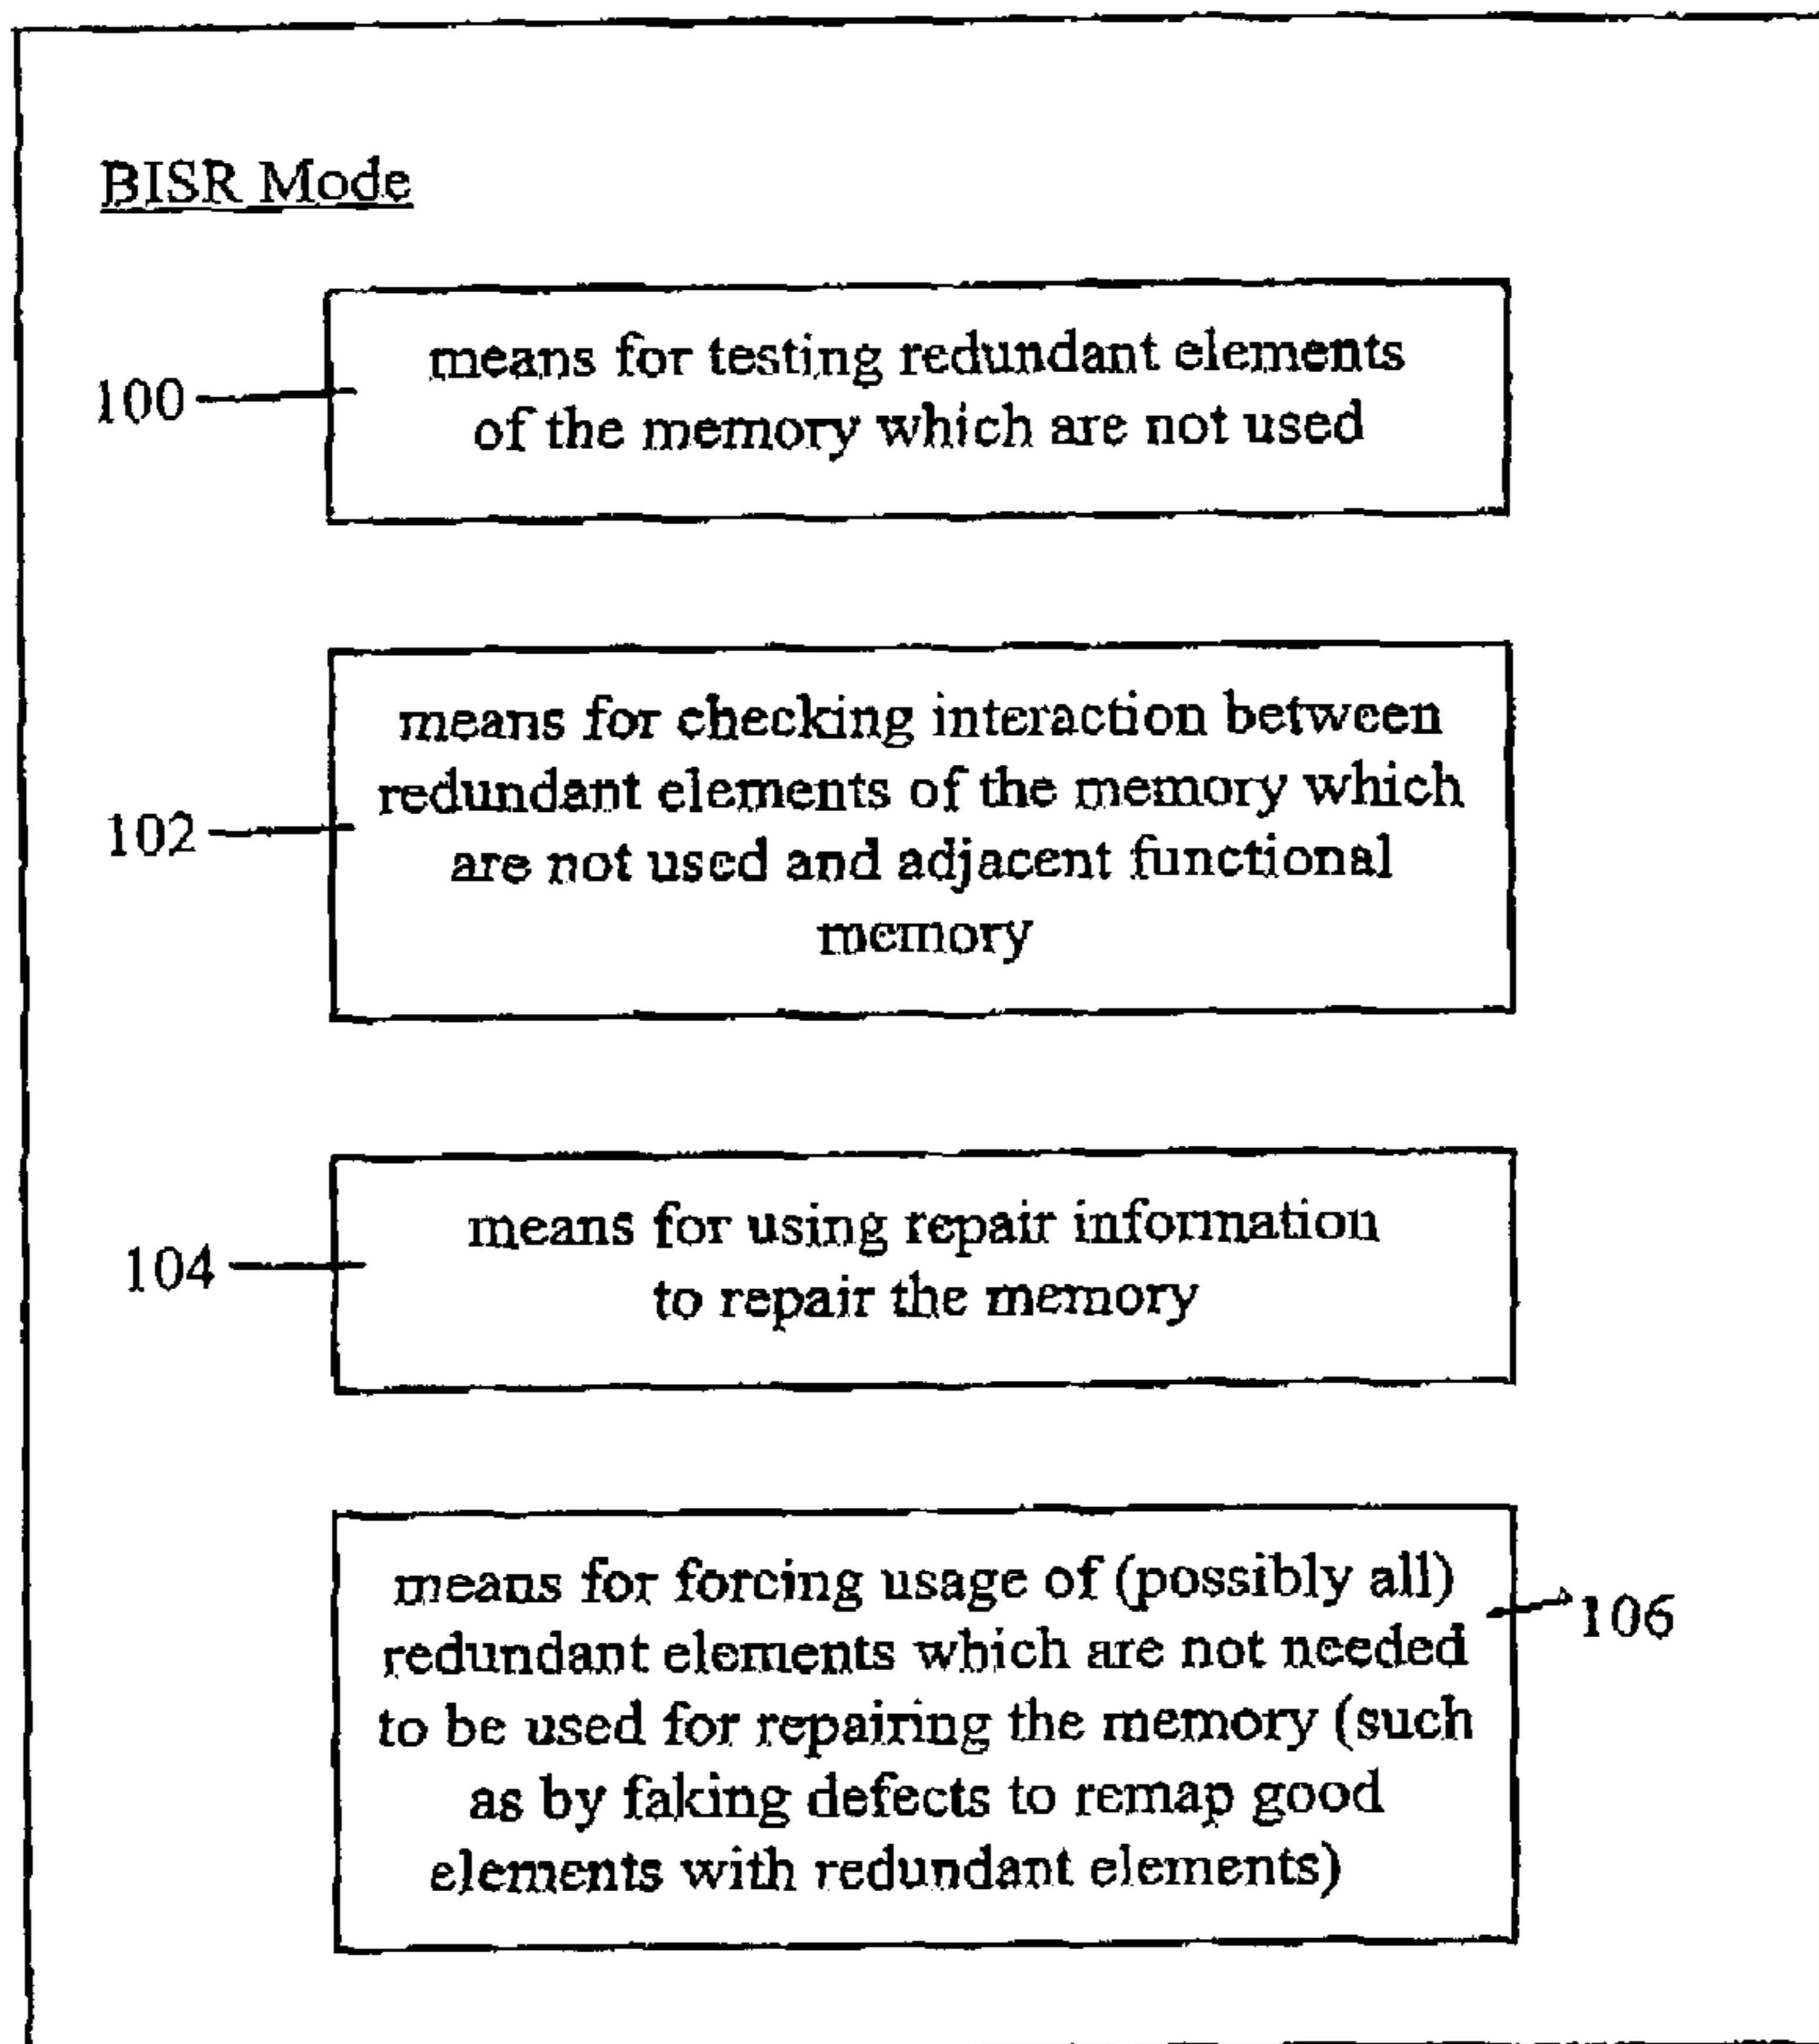 BISR Mode
100
means for testing redundant elements
of the memory which are not used
102
means for checking interaction between
redundant elements of the memory which
are not used and adjacent functional
memory
104
means for using repair information
to repair the memory
means for forcing usage of (possibly all)
redundant elements which are not needed
to be used for repairing the memory (such
as by faking defects to remap good
elements with redundant elements)
106